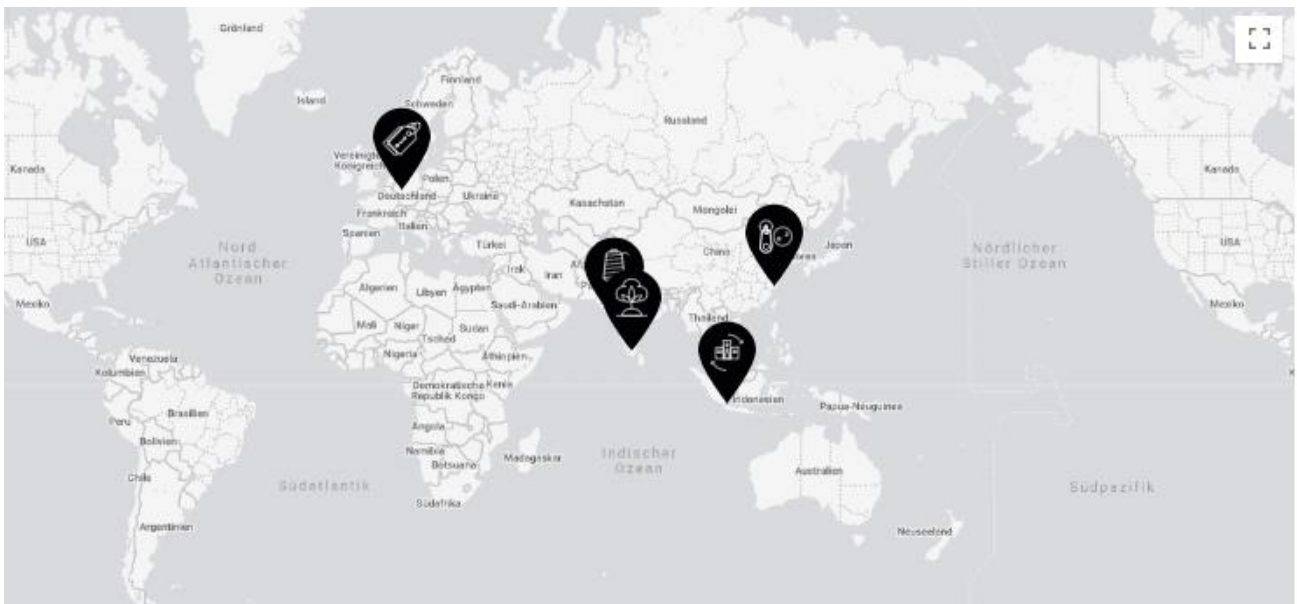 Grönland
Island
Finnland
Schweden
Russland
Kanada
Vereinigte
Königreich
Polen
Deutschland
Ukraine
Frankreich
Italien
Spanien
Türkei
Kasachstan
Mongolei
China
Japan
Kanada
USA
Nord
Atlantischer
Ozean
Nördlicher
Stiller Ozean
USA
Irak
Iran
Algerien
Libyen
Ägypten
Saudi-Arabien
Mexiko
Mexiko
Mali
Niger
Sudan
Tschad
Thailand
Nigeria
Äthiopien
Venezuela
Kolumbien
Demokratische
Republik Kongo
Kenia
Indonesien
Papua-Neuguinea
Peru
Brasilien
Bolivien
Angola
Namibia
Botsuana
Madagaskar
Indischer
Ozean
Australien
Chile
Südatlantik
Südpazifik
Südafrika
Argentinien
Neuseeland